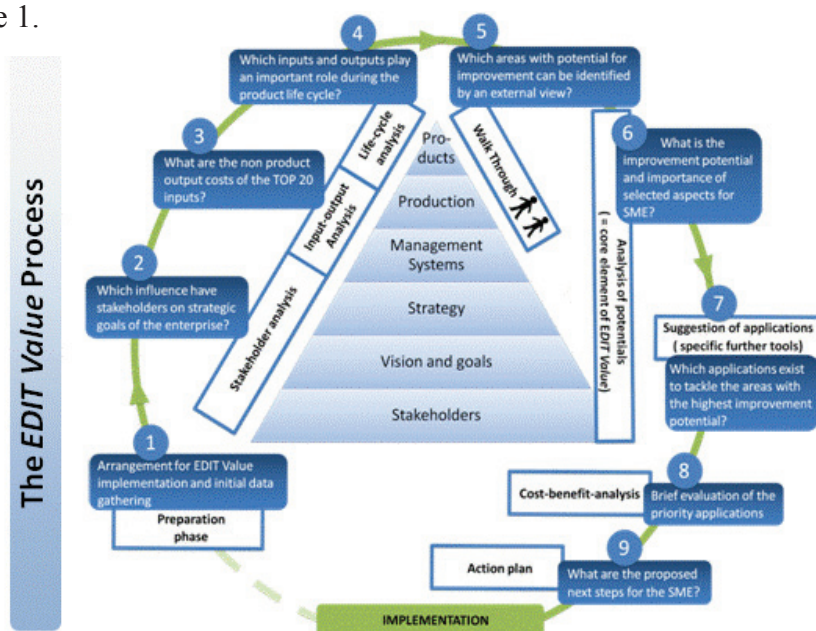 e 1.
The EDIT Value Process
1
Arrangement for EDIT Value
implementation and initial data
gathering
Preparation
phase
2
Which influence have
stakeholders on strategic
goals of the enterprise?
3
What are the non product
output costs of the TOP 20
inputs?
4
Which inputs and outputs play
an important role during the
product life cycle?
5
Which areas with potential for
improvement can be identified
by an external view?
6
What is the
improvement potential
and importance of
selected aspects for
SME?
7
Suggestion of applications
( specific further tools)
Which applications exist
to tackle the areas with
the highest improvement
potential?
8
Cost-benefit-analysis
Brief evaluation of the
priority applications
9
Action plan
What are the proposed
next steps for the SME?
IMPLEMENTATION
Stakeholder analysis
Input-output
Analysis
Life-cycle
analysis
Walk Through
Analysis of potentials
( = core element of EDIT Value)
Pro-
ducts
Production
Management
Systems
Strategy
Vision and goals
Stakeholders